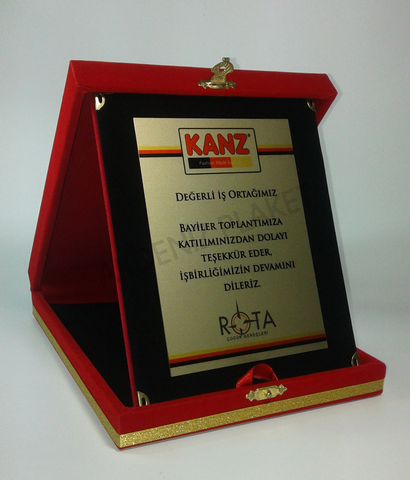 KANZ
DEĞERLİ İŞ ORTAĞIMIZ
BAYİLER TOPLANTIMIZA
KATILIMINIZDAN DOLAYI
TEŞEKKÜR EDER,
İŞBİRLİĞİMİZİN DEVAMINI
DİLERİZ.
ROTA